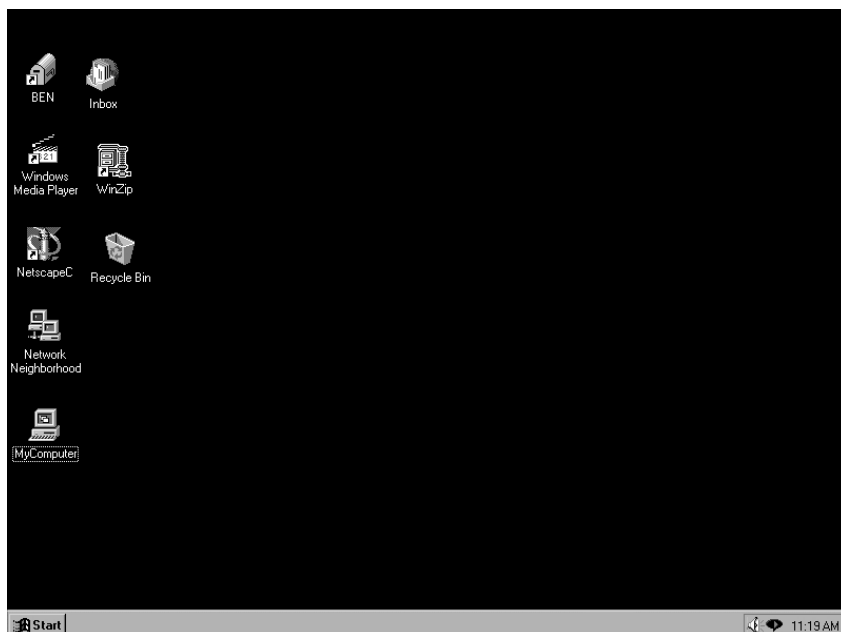 BEN
Inbox
Windows
Media Player
WinZip
NetscapeC
Recycle Bin
Network
Neighborhood
MyComputer
Start
11:19 AM